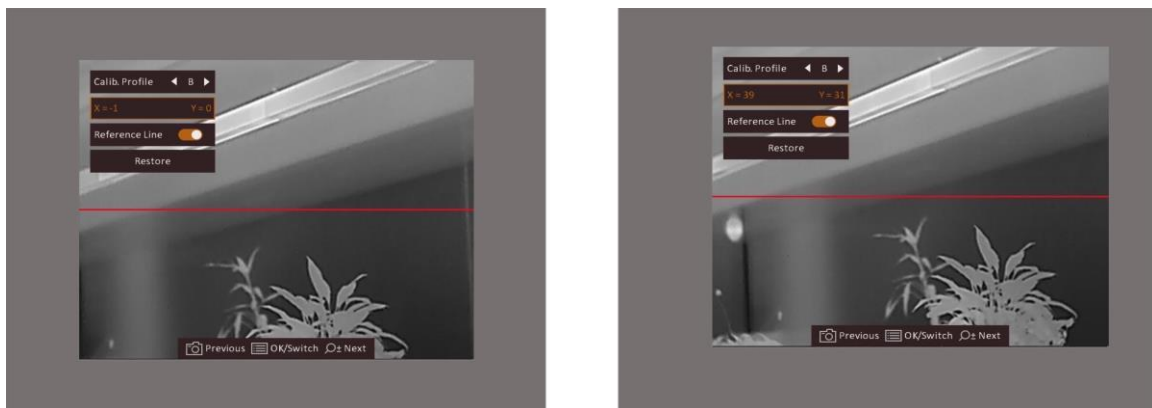 Calib. Profile ◀ B ▶
X = -1 Y = 0
Reference Line
Restore
Previous OK/Switch ± Next
Calib. Profile ◀ B ▶
X = 39 Y = 31
Reference Line
Restore
Previous OK/Switch ± Next